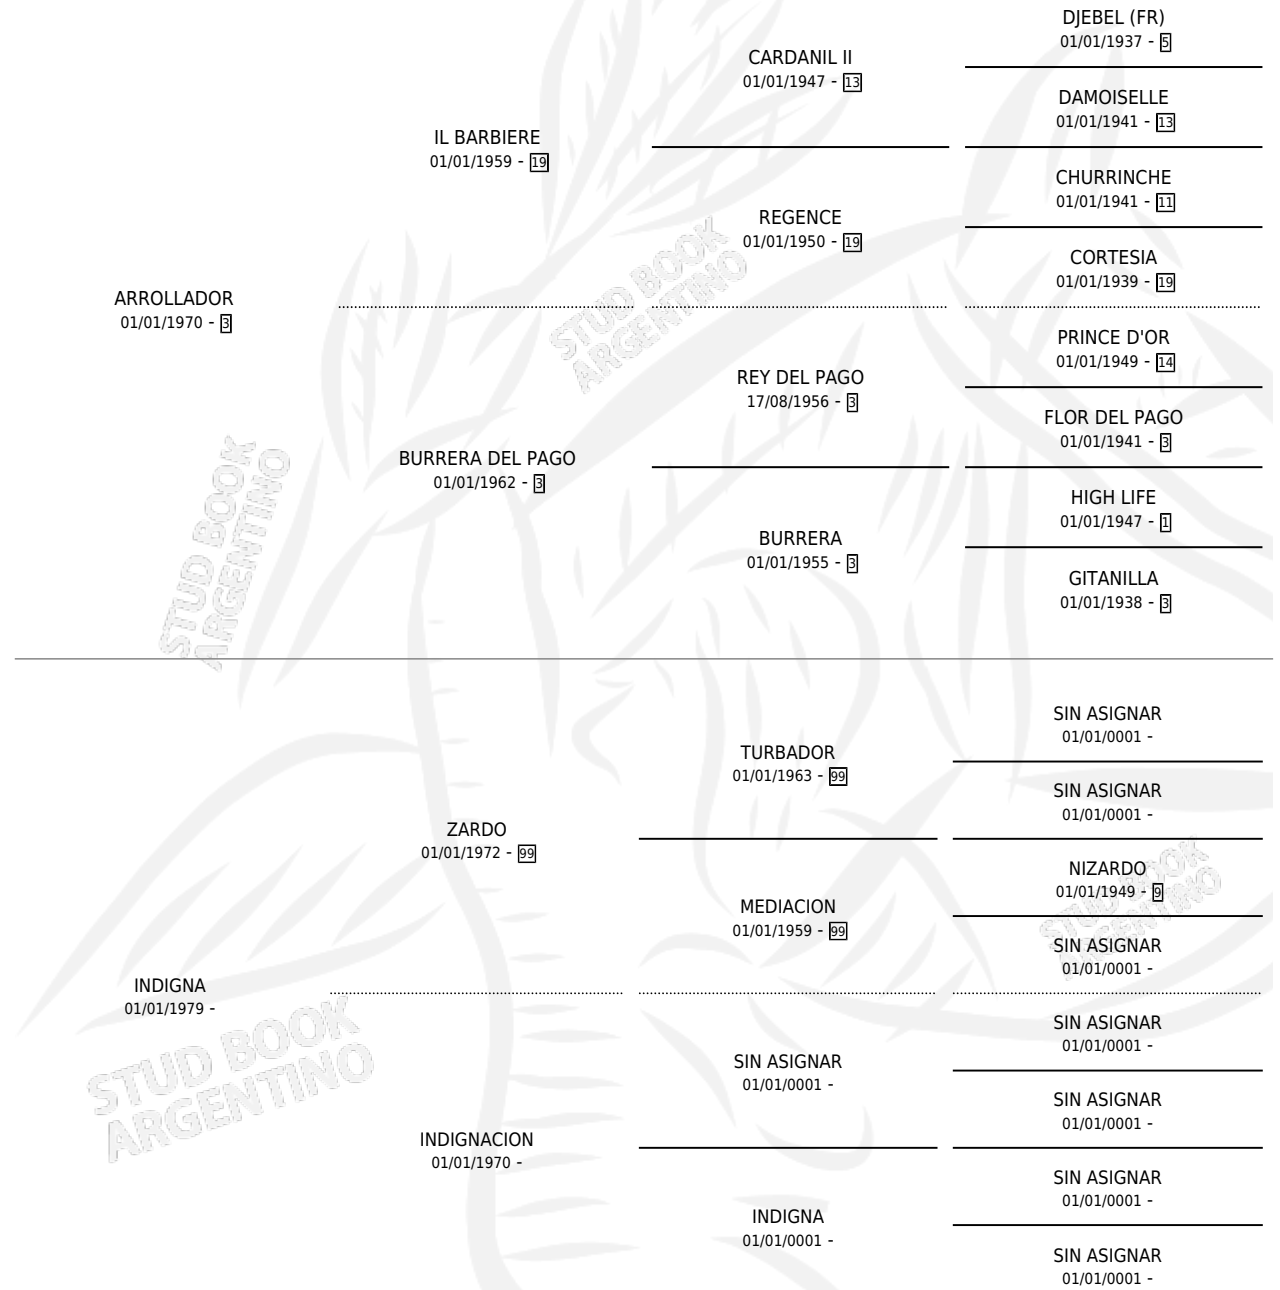 DJEBEL (FR)
01/01/1937 - 5
CARDANIL II
01/01/1947 - 13
DAMOISELLE
01/01/1941 - 13
IL BARBIERE
01/01/1959 - 19
CHURRINCHE
01/01/1941 - 11
REGENCE
01/01/1950 - 19
CORTESIA
01/01/1939 - 19
ARROLLADOR
01/01/1970 - 3
PRINCE D'OR
01/01/1949 - 14
REY DEL PAGO
17/08/1956 - 3
FLOR DEL PAGO
01/01/1941 - 3
BURRERA DEL PAGO
01/01/1962 - 3
HIGH LIFE
01/01/1947 - 1
BURRERA
01/01/1955 - 3
GITANILLA
01/01/1938 - 3
STUD BOOK
ARGENTINO
STUD BOOK
ARGENTINO
SIN ASIGNAR
01/01/0001 -
TURBADOR
01/01/1963 - 99
SIN ASIGNAR
01/01/0001 -
ZARDO
01/01/1972 - 99
NIZARDO
01/01/1949 - 9
MEDIACION
01/01/1959 - 99
SIN ASIGNAR
01/01/0001 -
STUD BOOK
ARGENTINO
INDIGNA
01/01/1979 -
SIN ASIGNAR
01/01/0001 -
SIN ASIGNAR
01/01/0001 -
SIN ASIGNAR
01/01/0001 -
INDIGNACION
01/01/1970 -
SIN ASIGNAR
01/01/0001 -
INDIGNA
01/01/0001 -
SIN ASIGNAR
01/01/0001 -
STUD BOOK
ARGENTINO